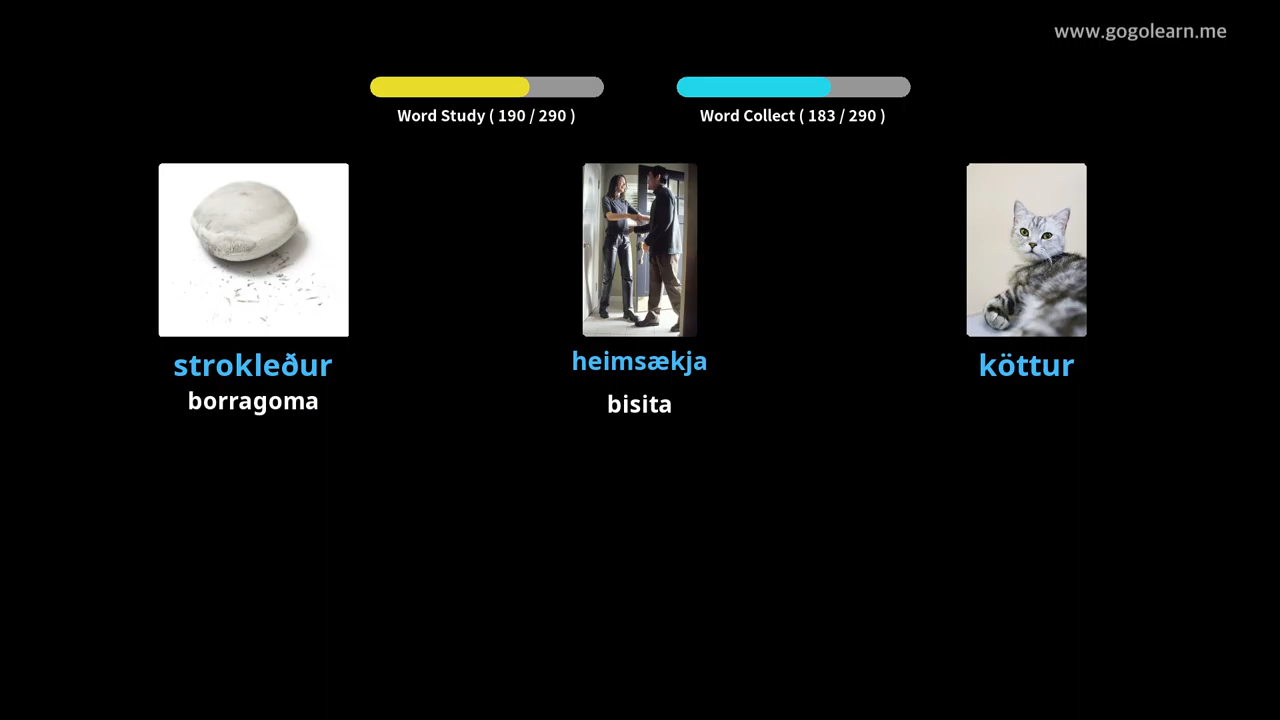 www.gogolearn.me
Word Study ( 190 / 290 )
Word Collect ( 183 / 290 )
strokleður
heimsækja
köttur
borragoma
bisita